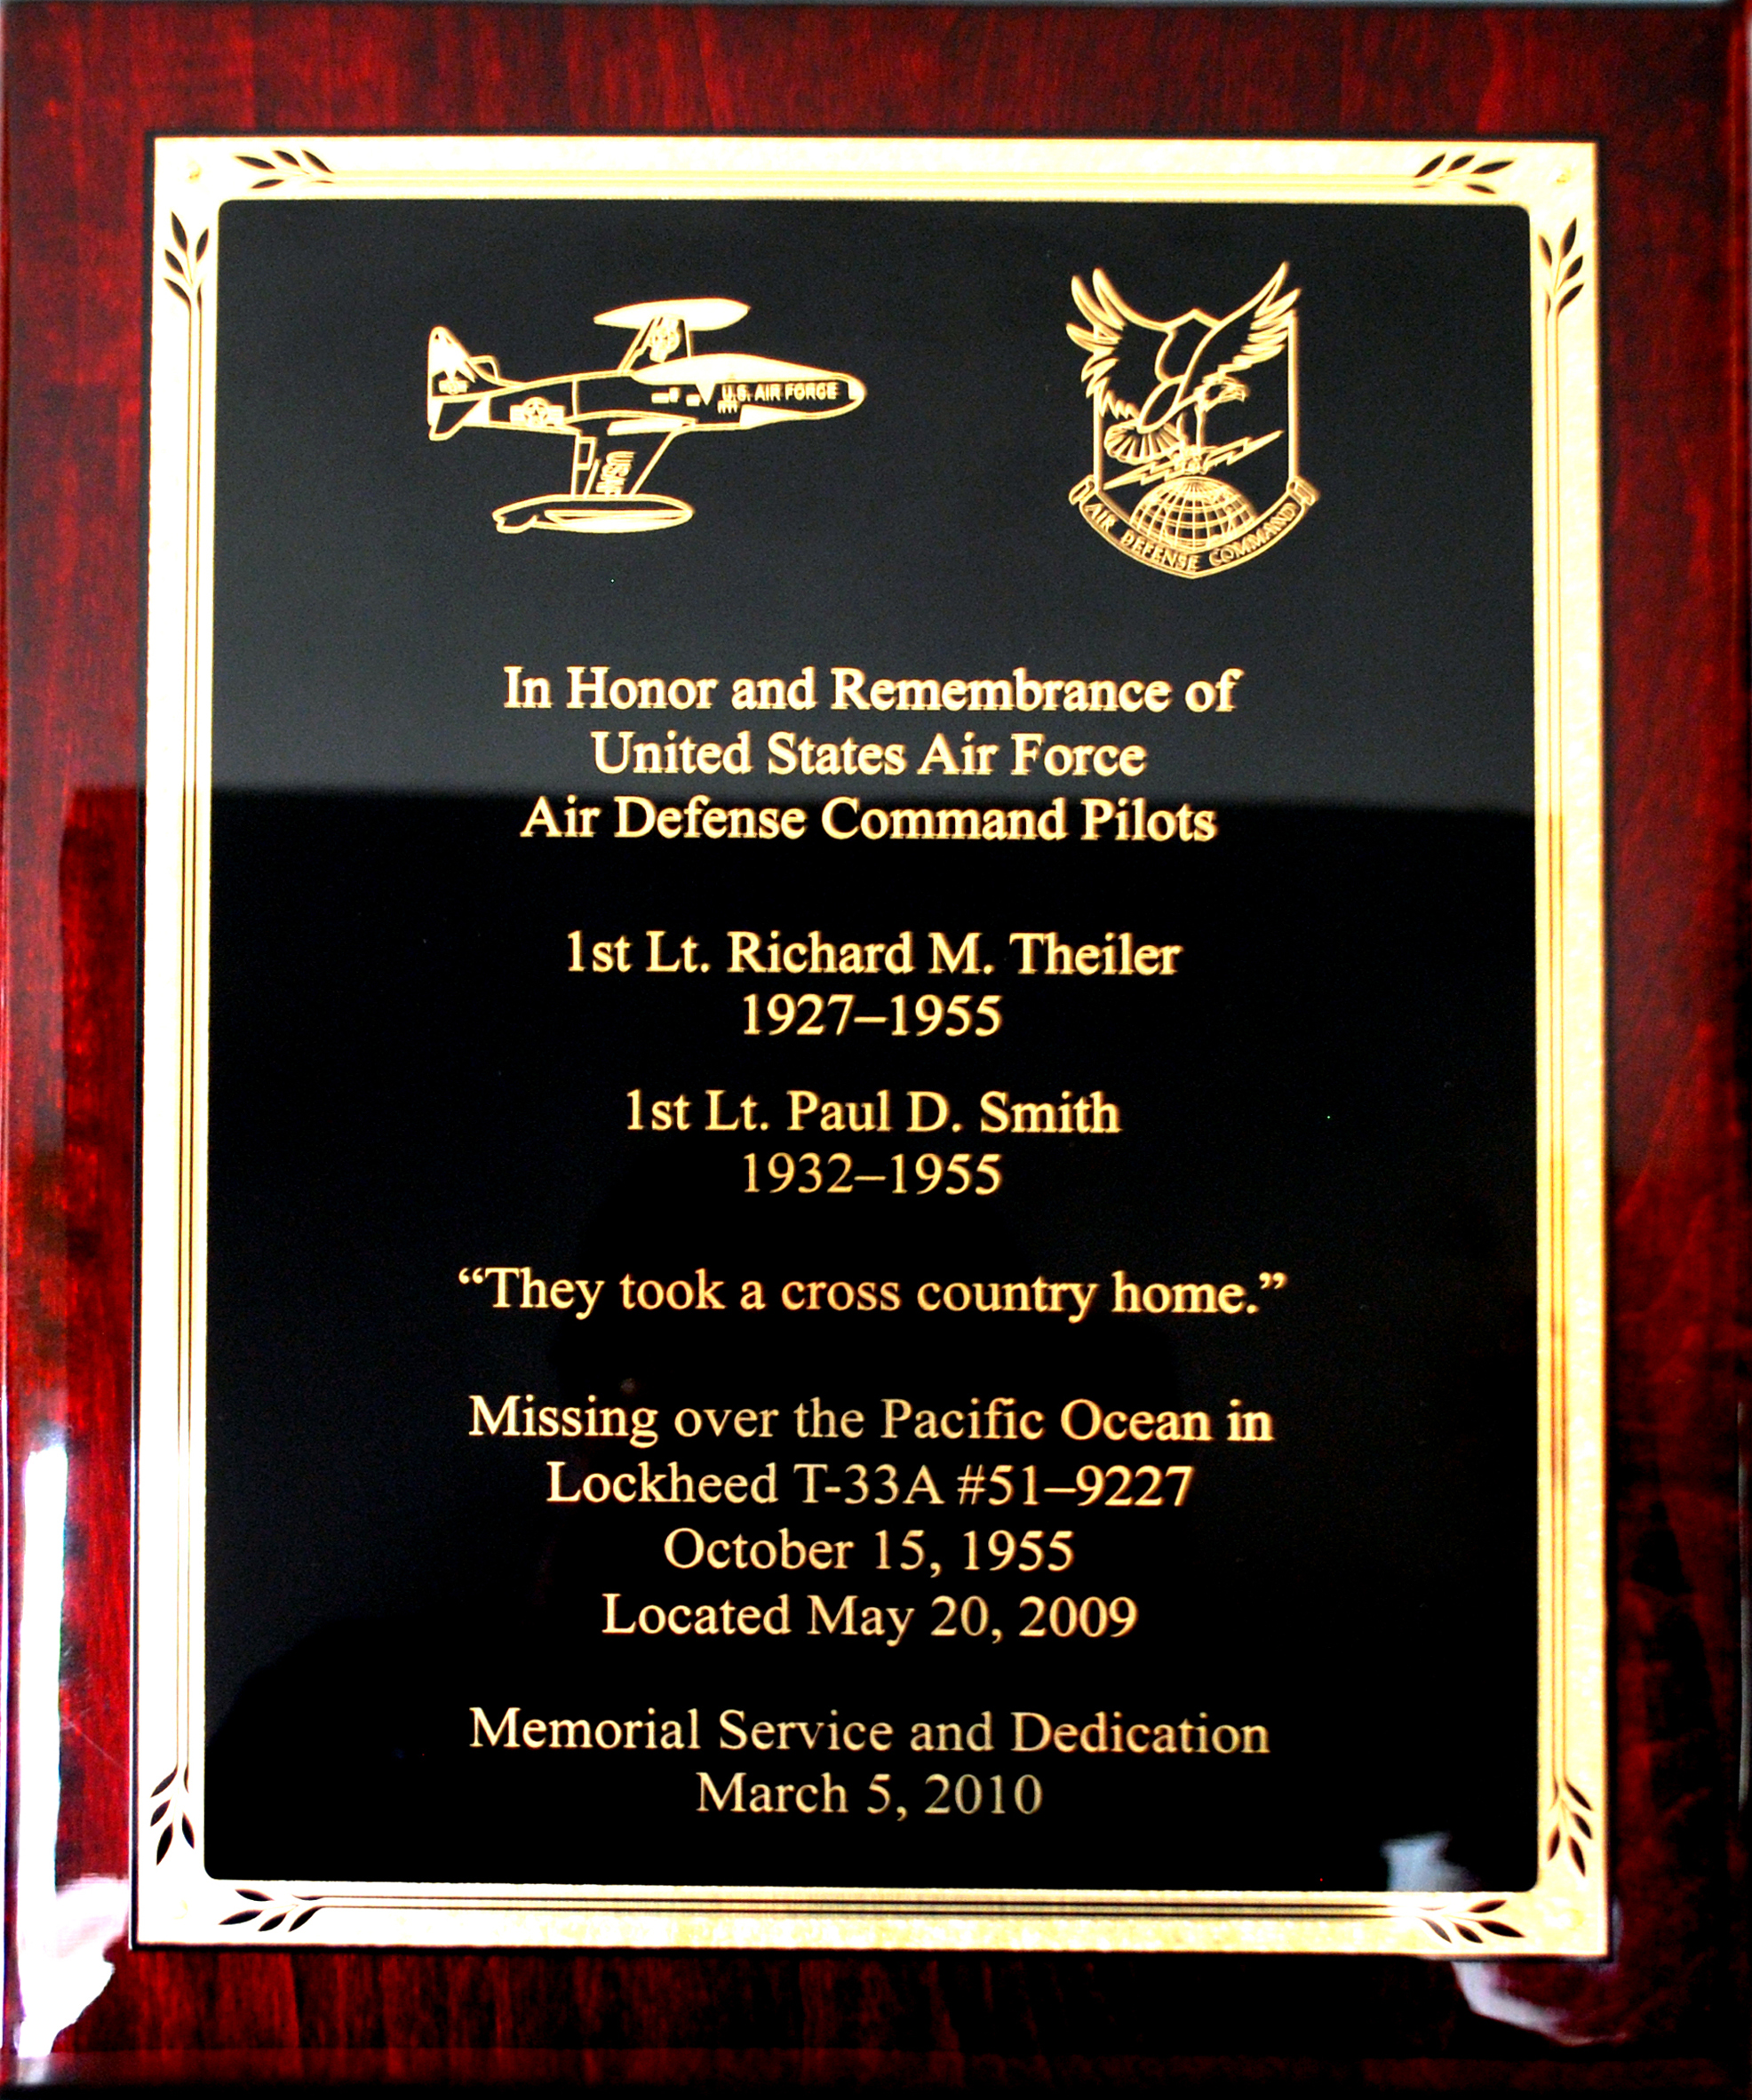 U.S. AIR FORCE
USAF
AIR DEFENSE COMMAND
In Honor and Remembrance of
United States Air Force
Air Defense Command Pilots
1st Lt. Richard M. Theiler
1927–1955
1st Lt. Paul D. Smith
1932–1955
“They took a cross country home.”
Missing over the Pacific Ocean in
Lockheed T-33A #51–9227
October 15, 1955
Located May 20, 2009
Memorial Service and Dedication
March 5, 2010